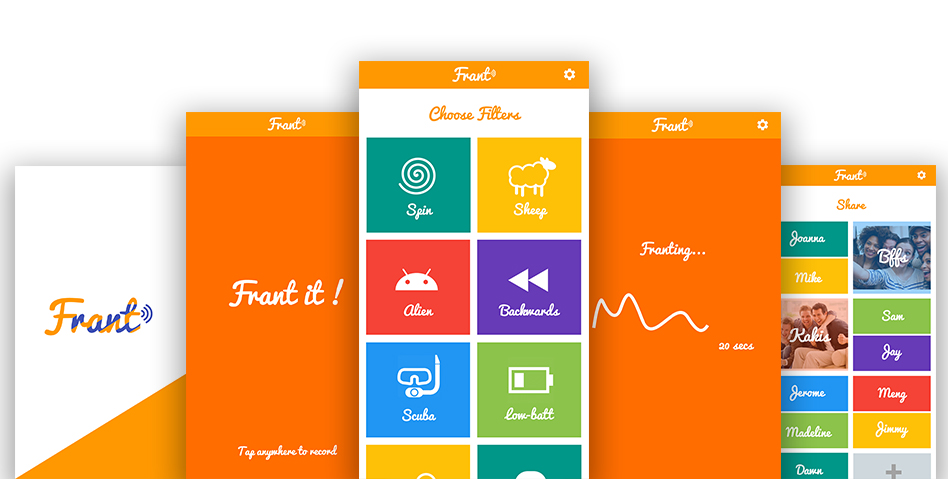 Frant
Frant
Frant it !
Tap anywhere to record
Frant
Choose Filters
Spin
Sheep
Alien
Backwards
Scuba
Low-batt
Frant
Franting...
20 secs
Frant
Share
Joanna
Bffs
Mike
Kakis
Sam
Jay
Jerome
Meng
Madeline
Jimmy
Dawn